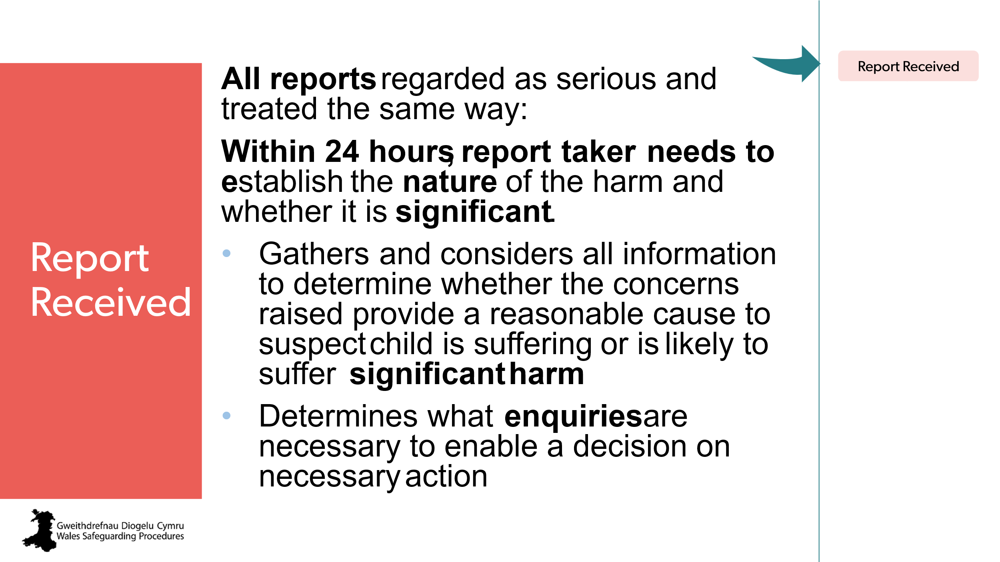 Report
Received
All reports regarded as serious and
treated the same way:
Within 24 hours, report taker needs to
establish the nature of the harm and
whether it is significant.
• Gathers and considers all information
to determine whether the concerns
raised provide a reasonable cause to
suspect child is suffering or is likely to
suffer significant harm
• Determines what enquiries are
necessary to enable a decision on
necessary action
Report Received
Gweithdrefnau Diogelu Cymru
Wales Safeguarding Procedures